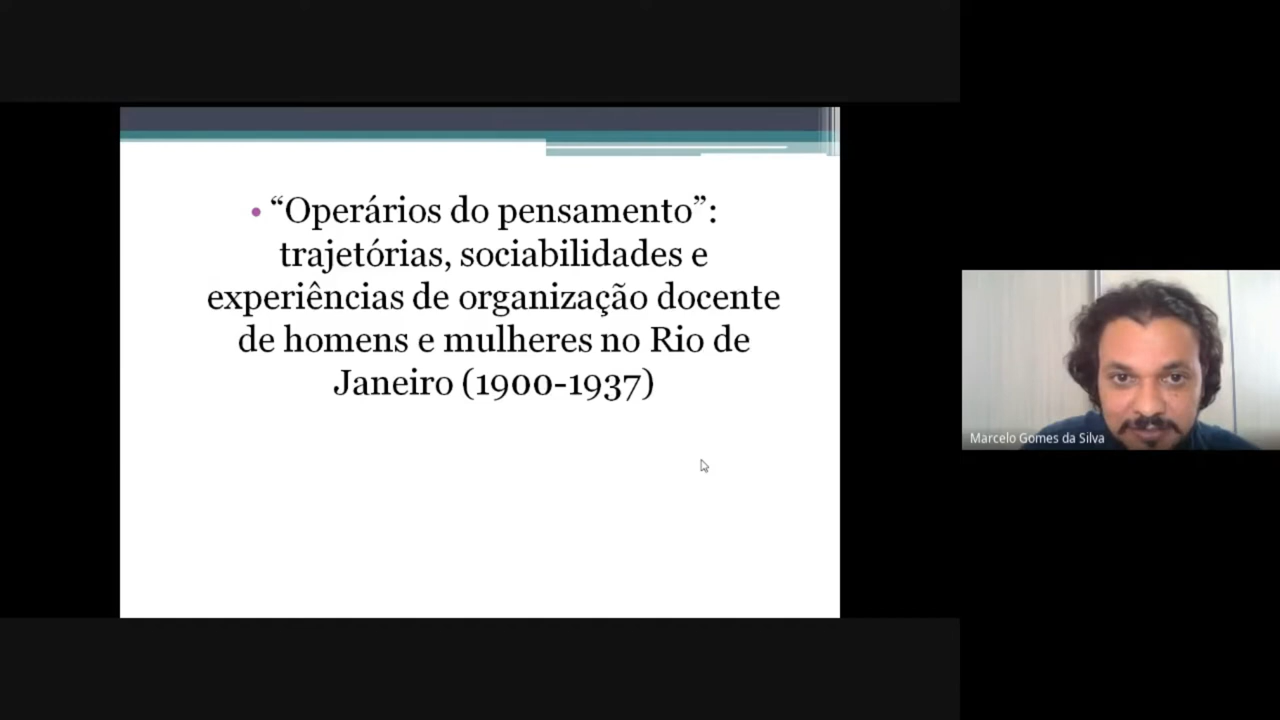 • “Operários do pensamento”:
trajetórias, sociabilidades e
experiências de organização docente
de homens e mulheres no Rio de
Janeiro (1900-1937)
Marcelo Gomes da Silva